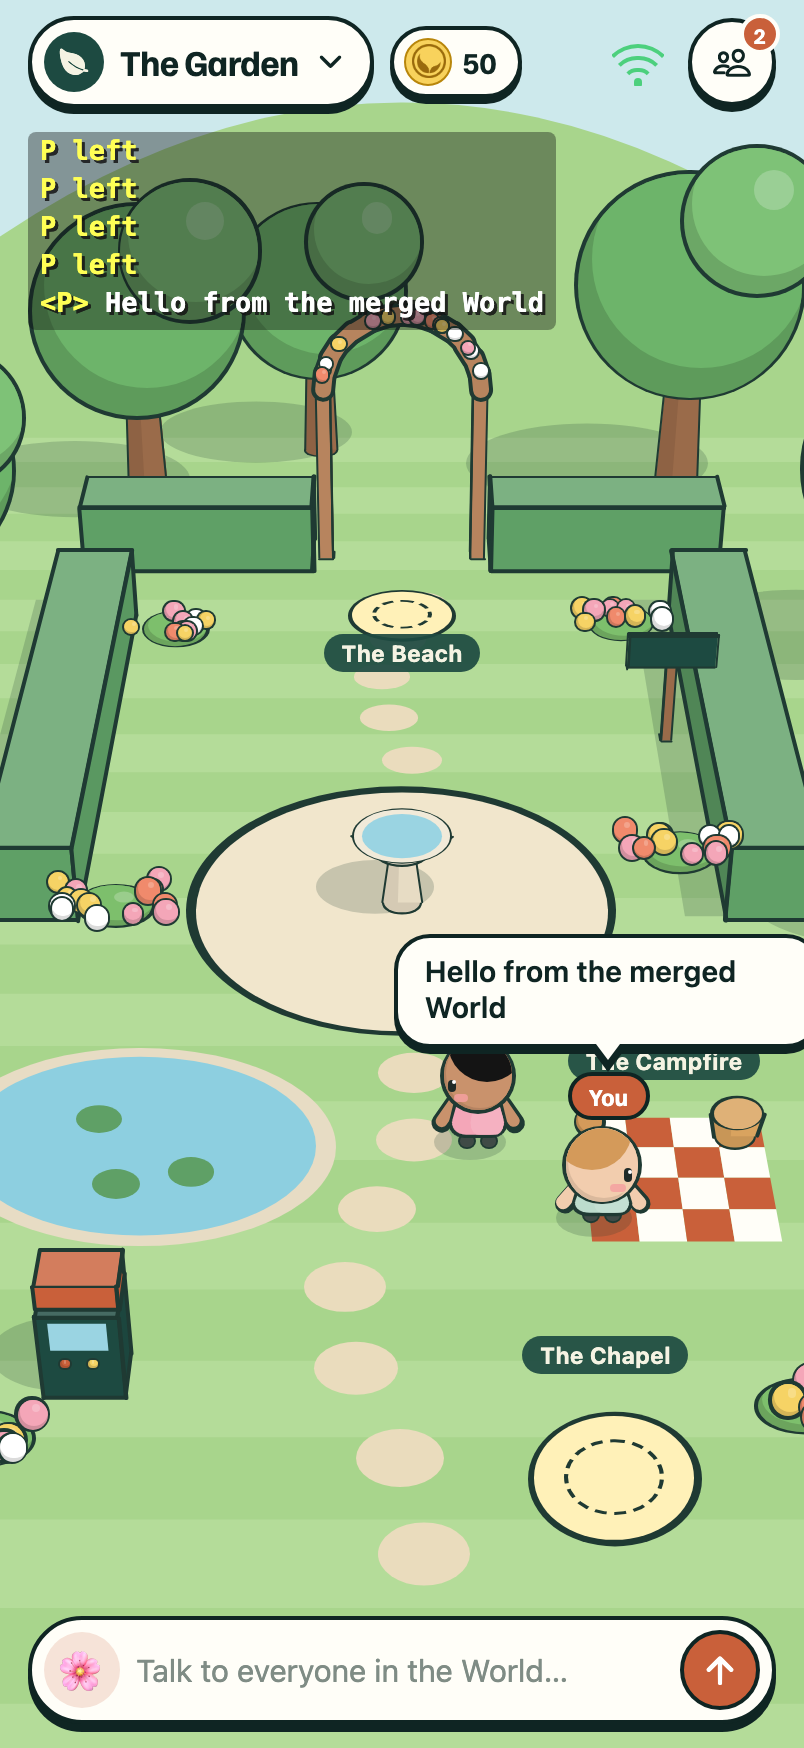 The Garden
50
2
P left
P left
P left
P left
<P> Hello from the merged World
The Beach
Hello from the merged
World
The Campfire
You
The Chapel
Talk to everyone in the World...